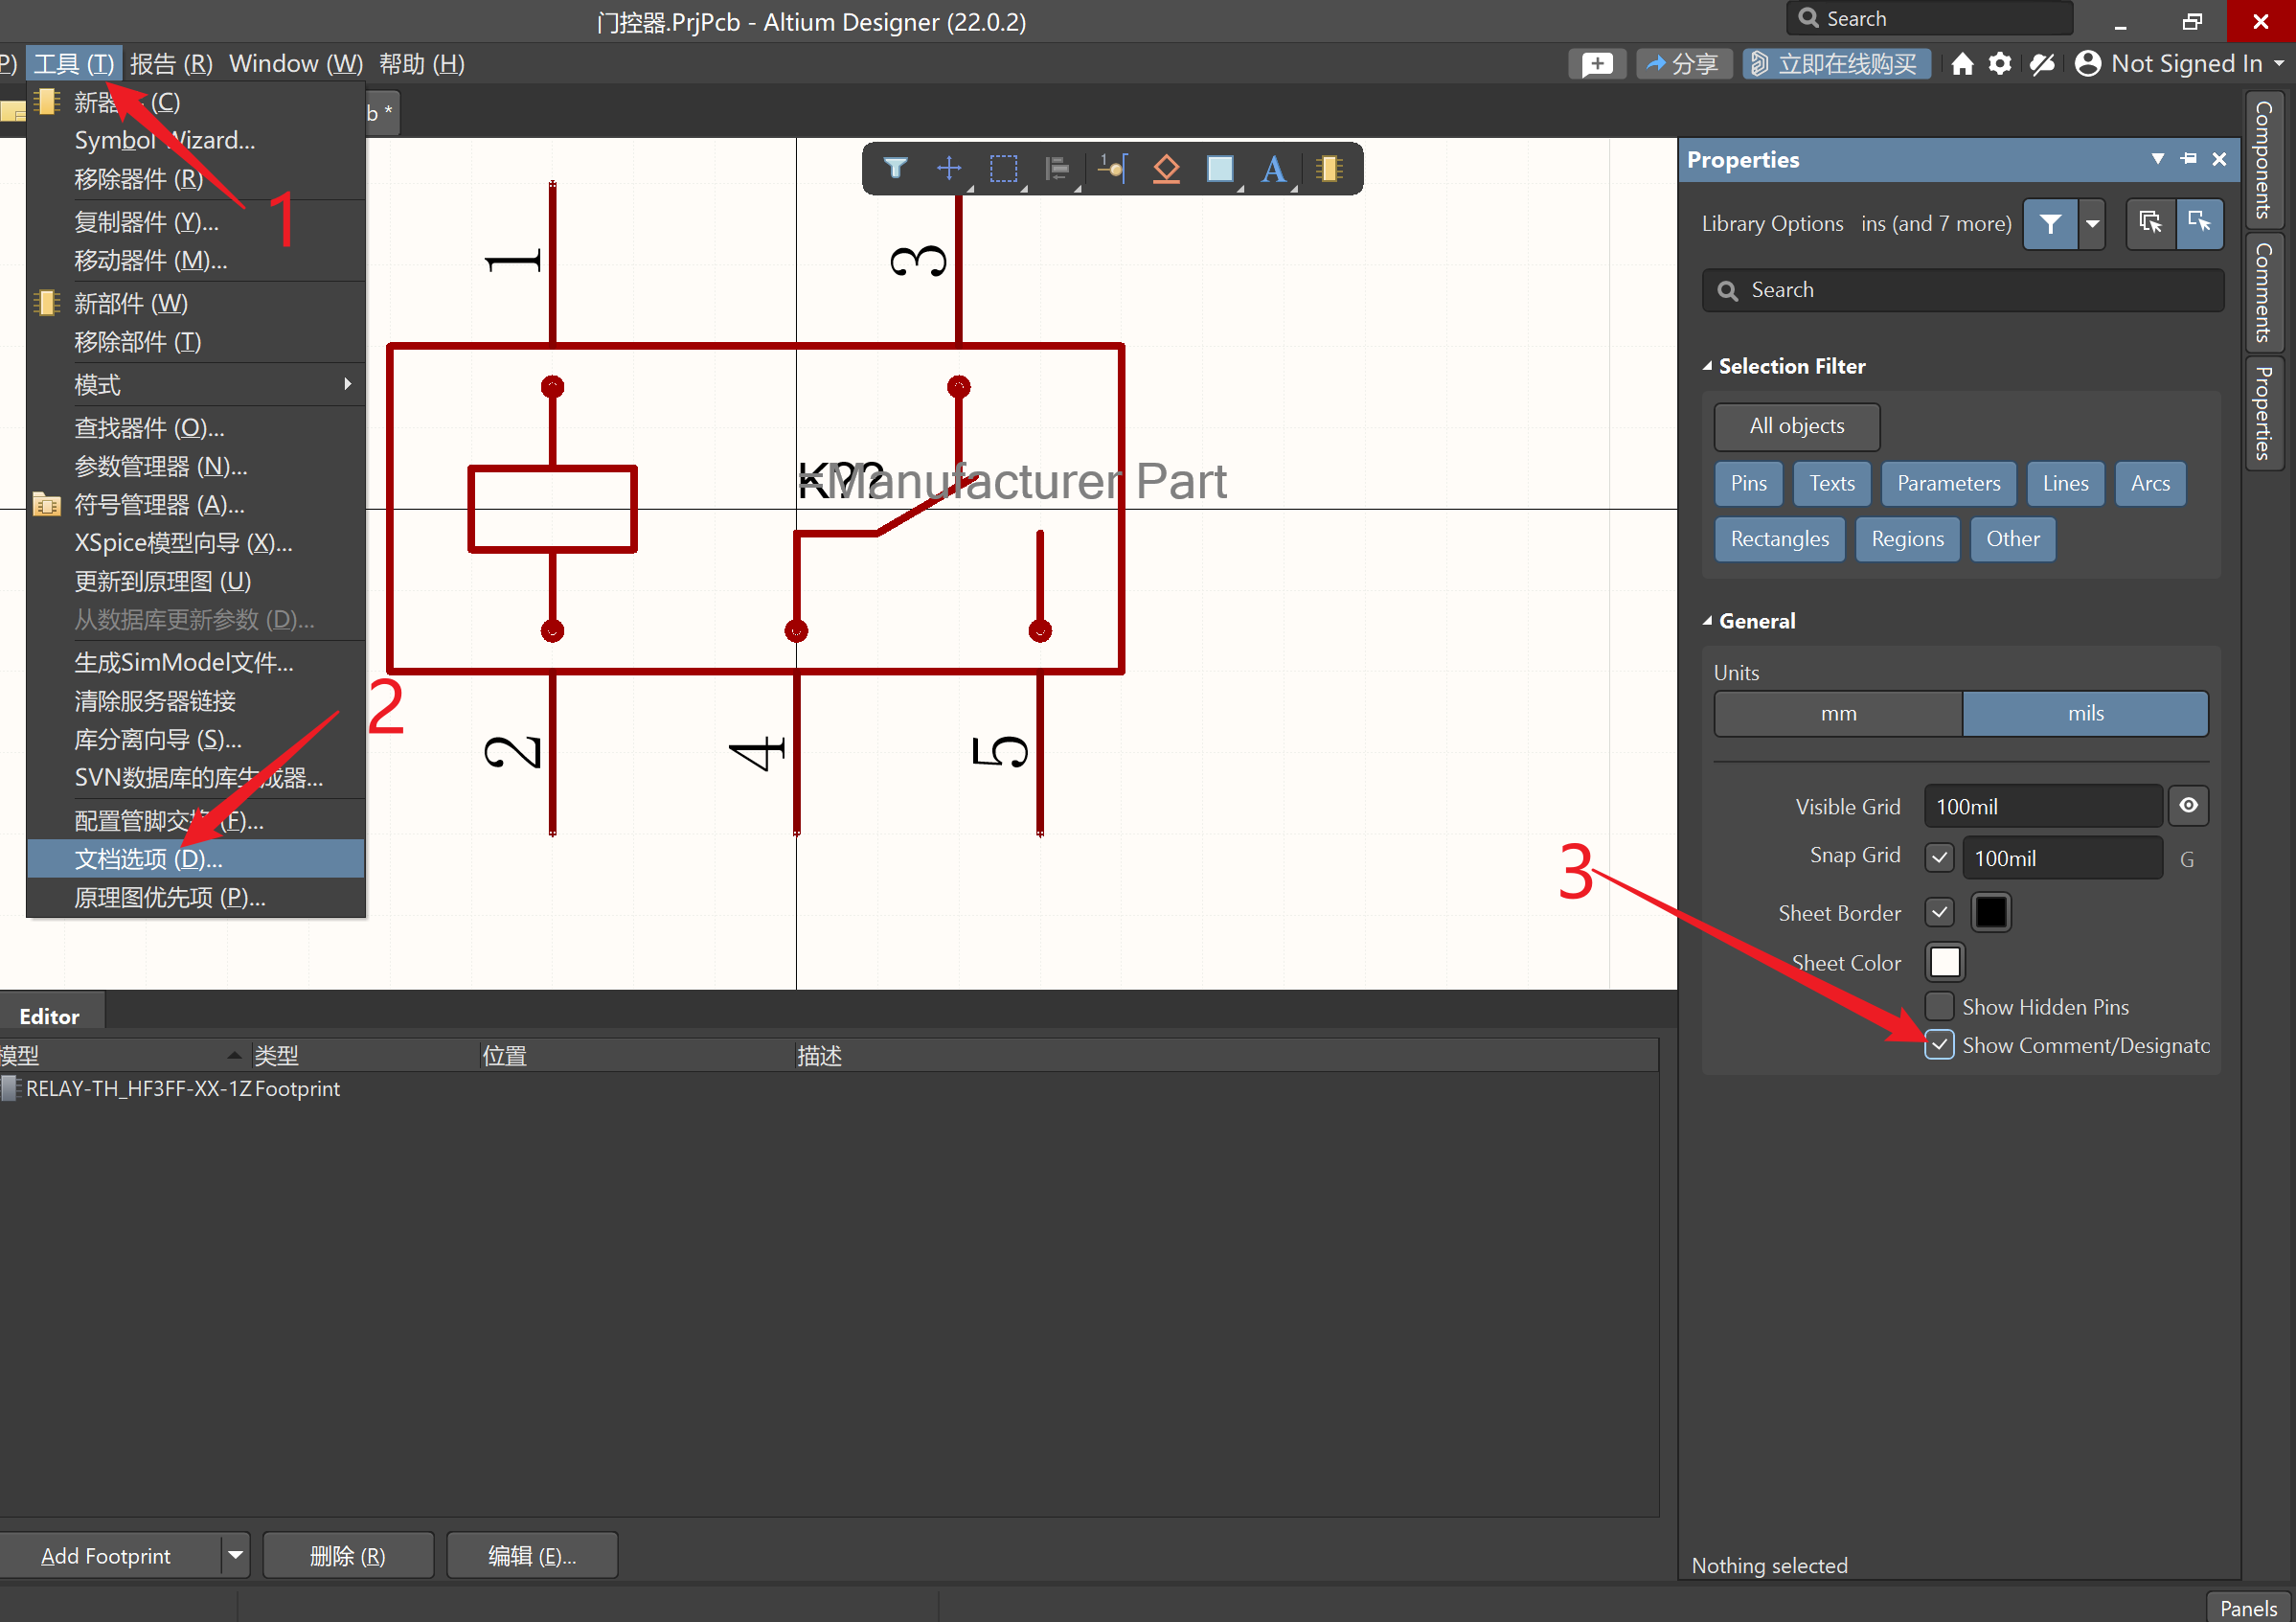 门控器.PrjPcb - Altium Designer (22.0.2)
Search
P)
工具 (T)
报告 (R)
Window (W)
帮助 (H)
分享
立即在线购买
Not Signed In
b *
(C)
Symbol Wizard...
移除器件 (R)
复制器件 (Y)...
移动器件 (M)...
新部件 (W)
移除部件 (T)
模式
查找器件 (O)...
参数管理器 (N)...
符号管理器 (A)...
XSpice模型向导 (X)...
更新到原理图 (U)
从数据库更新参数 (D)...
生成SimModel文件...
清除服务器链接
库分离向导 (S)...
SVN数据库的库生成器...
配置管脚交换 (F)...
文档选项 (D)...
原理图优先项 (P)...
1
2
3
1
3
K??
=Manufacturer Part
2
4
5
Properties
Library Options
ins (and 7 more)
Search
Selection Filter
All objects
Pins
Texts
Parameters
Lines
Arcs
Rectangles
Regions
Other
General
Units
mm
mils
Visible Grid
100mil
Snap Grid
100mil
G
Sheet Border
Sheet Color
Show Hidden Pins
Show Comment/Designato
Nothing selected
Components
Comments
Properties
Editor
模型
类型
位置
描述
RELAY-TH_HF3FF-XX-1Z
Footprint
Add Footprint
删除 (R)
编辑 (E)...
Panels